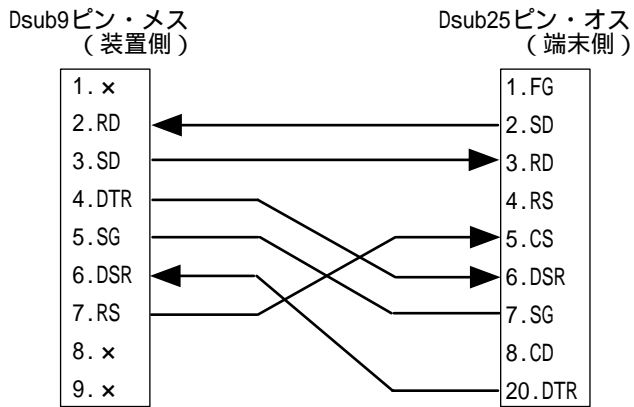 Dsub9ピン・メス
(装置側)
1. ×
2.RD
3.SD
4.DTR
5.SG
6.DSR
7.RS
8. ×
9. ×
Dsub25ピン・オス
(端末側)
1.FG
2.SD
3.RD
4.RS
5.CS
6.DSR
7.SG
8.CD
20.DTR